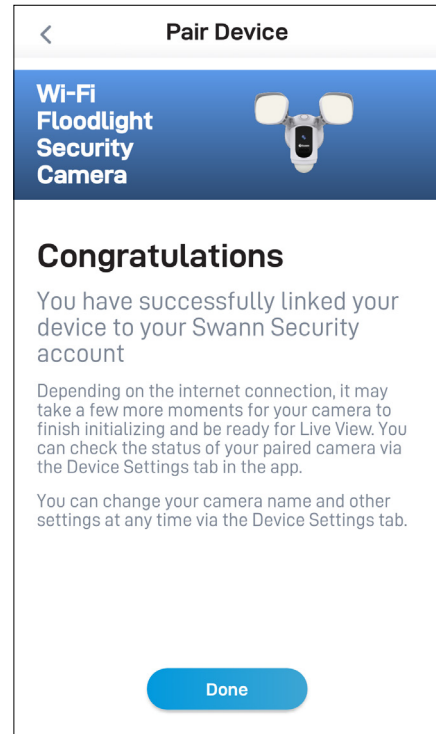 Pair Device
Wi-Fi
Floodlight
Security
Camera
Congratulations
You have successfully linked your
device to your Swann Security
account
Depending on the internet connection, it may
take a few more moments for your camera to
finish initializing and be ready for Live View. You
can check the status of your paired camera via
the Device Settings tab in the app.
You can change your camera name and other
settings at any time via the Device Settings tab.
Done